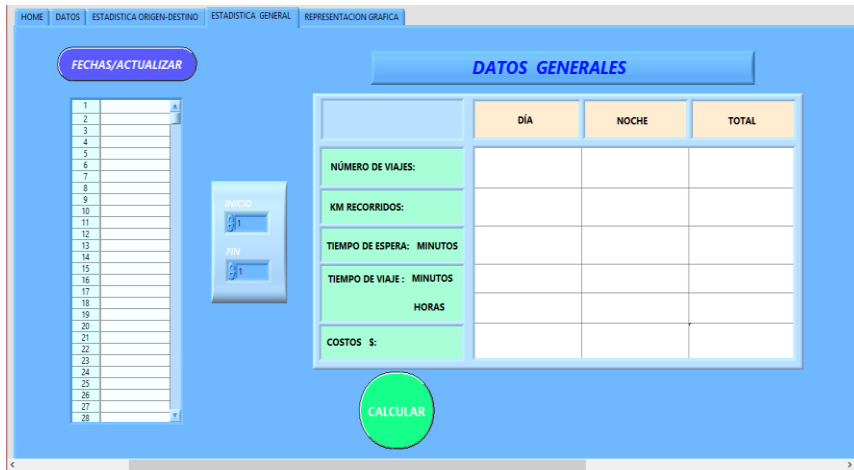 HOME DATOS ESTADISTICA ORIGEN-DESTINO ESTADISTICA GENERAL REPRESENTACION GRAFICA
FECHAS/ACTUALIZAR
DATOS GENERALES
1
2
3
4
5
6
7
8
9
10
11
12
13
14
15
16
17
18
19
20
21
22
23
24
25
26
27
28
INICIO
1
FIN
1
DÍA NOCHE TOTAL
NÚMERO DE VIAJES:
KM RECORRIDOS:
TIEMPO DE ESPERA: MINUTOS
TIEMPO DE VIAJE : MINUTOS
HORAS
COSTOS $:
CALCULAR